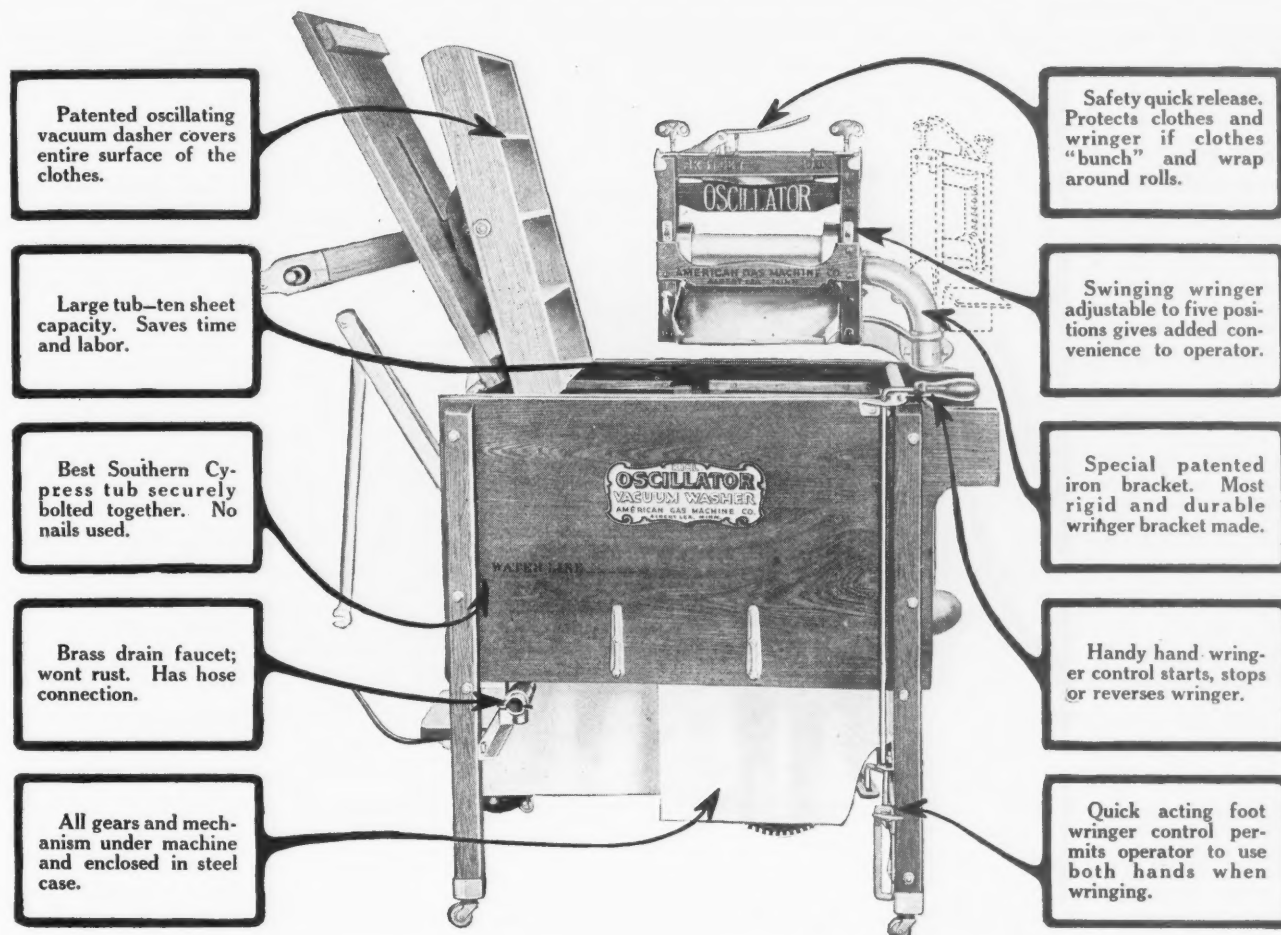 Patented oscillating
vacuum dasher covers
entire surface of the
clothes.
Large tub—ten sheet
capacity. Saves time
and labor.
Best Southern Cy-
press tub securely
bolted together. No
nails used.
Brass drain faucet;
wont rust. Has hose
connection.
All gears and mech-
anism under machine
and enclosed in steel
case.
OSCILLATOR
AMERICAN GAS MACHINE CO.
ALBERT LEA, MINN.
OSCILLATOR
VACUUM WASHER
AMERICAN GAS MACHINE CO.
ALBERT LEA, MINN.
WATER LINE
Safety quick release.
Protects clothes and
wringer if clothes
"bunch" and wrap
around rolls.
Swinging wringer
adjustable to five posi-
tions gives added con-
venience to operator.
Special patented
iron bracket. Most
rigid and durable
wringer bracket made.
Handy hand wring-
er control starts, stops
or reverses wringer.
Quick acting foot
wringer control per-
mits operator to use
both hands when
wringing.